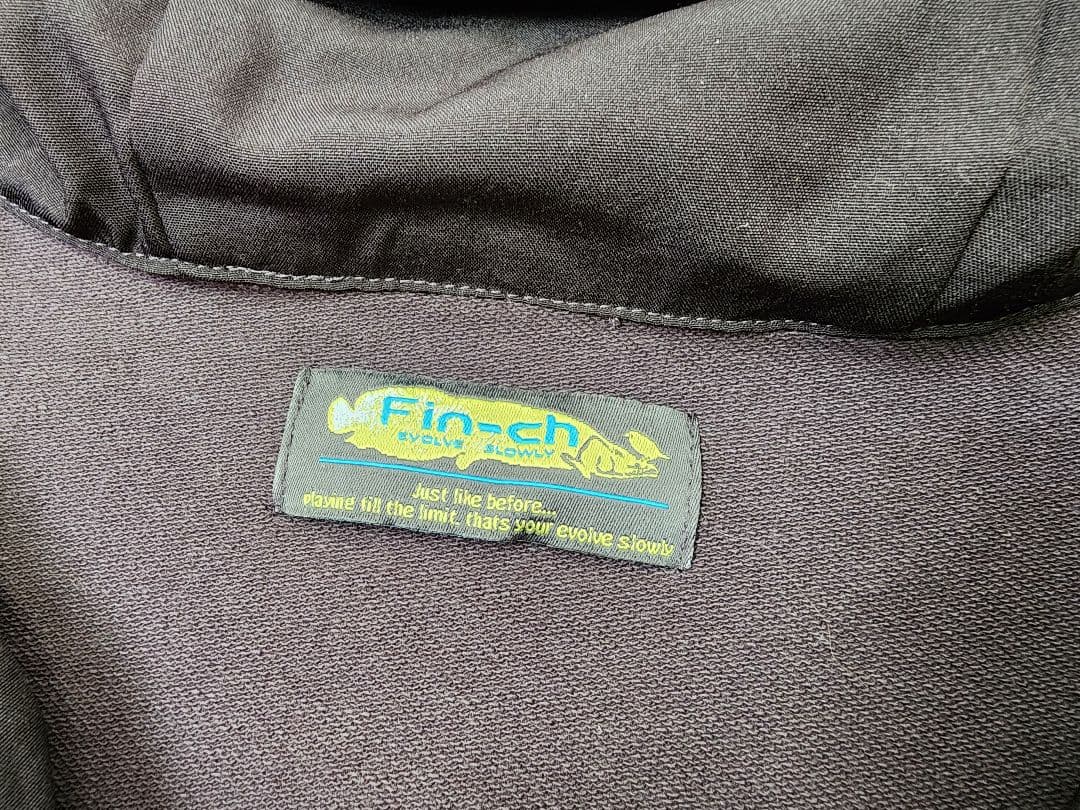 Fin-ch
EVOLVE SLOWLY
Just like before...
playing till the limit. thats your evolve slowly